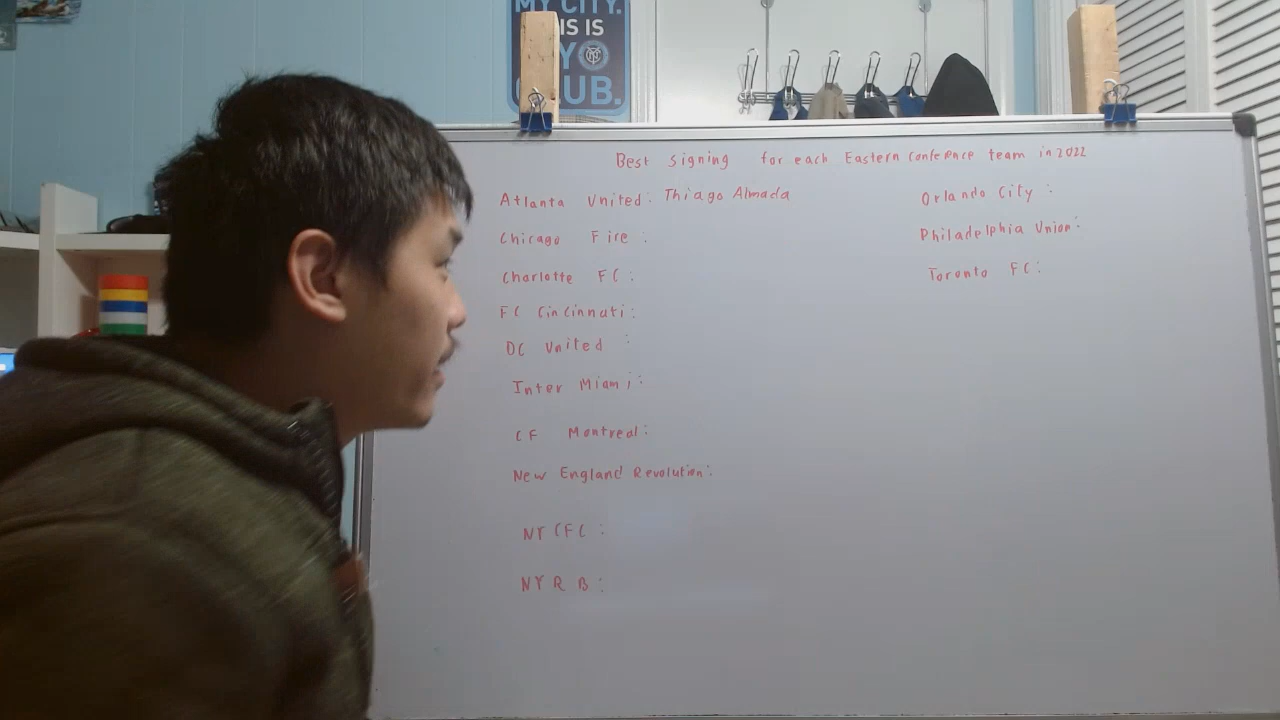 MY CITY.
IS IS
CLUB.
Best signing for each Eastern Conference team in 2022
Atlanta United: Thiago Almada
Chicago Fire:
Charlotte FC:
FC Cincinnati:
DC United:
Inter Miami:
CF Montreal:
New England Revolution:
NYCFC:
NYRB:
Orlando City:
Philadelphia Union:
Toronto FC: